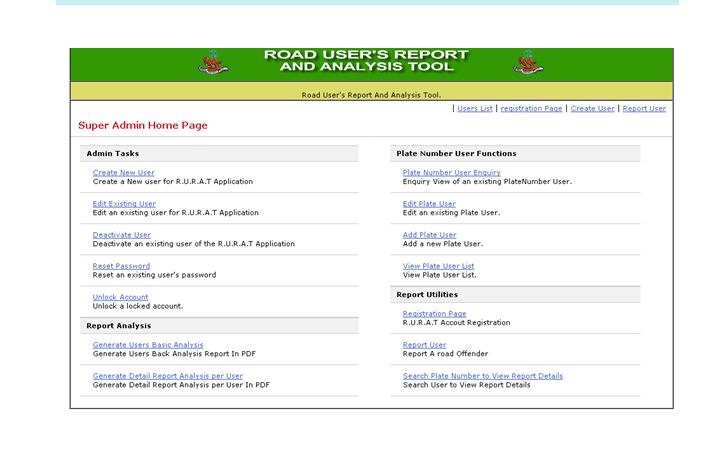 ROAD USER'S REPORT
AND ANALYSIS TOOL
Road User's Report And Analysis Tool.
| Users List | registration Page | Create User | Report User
Super Admin Home Page
Admin Tasks
Create New User
Create a New user for R.U.R.A.T Application
Edit Existing User
Edit an existing user for R.U.R.A.T Application
Deactivate User
Deactivate an existing user of the R.U.R.A.T Application
Reset Password
Reset an existing user's password
Unlock Account
Unlock a locked account.
Report Analysis
Generate Users Basic Analysis
Generate Users Back Analysis Report In PDF
Generate Detail Report Analysis per User
Generate Detail Report Analysis per User In PDF
Plate Number User Functions
Plate Number User Enquiry
Enquiry View of an existing PlateNumber User.
Edit Plate User
Edit an existing Plate User.
Add Plate User
Add a new Plate User.
View Plate User List
View Plate User List.
Report Utilities
Registration Page
R.U.R.A.T Accout Registration
Report User
Report A road Offender
Search Plate Number to View Report Details
Search User to View Report Details